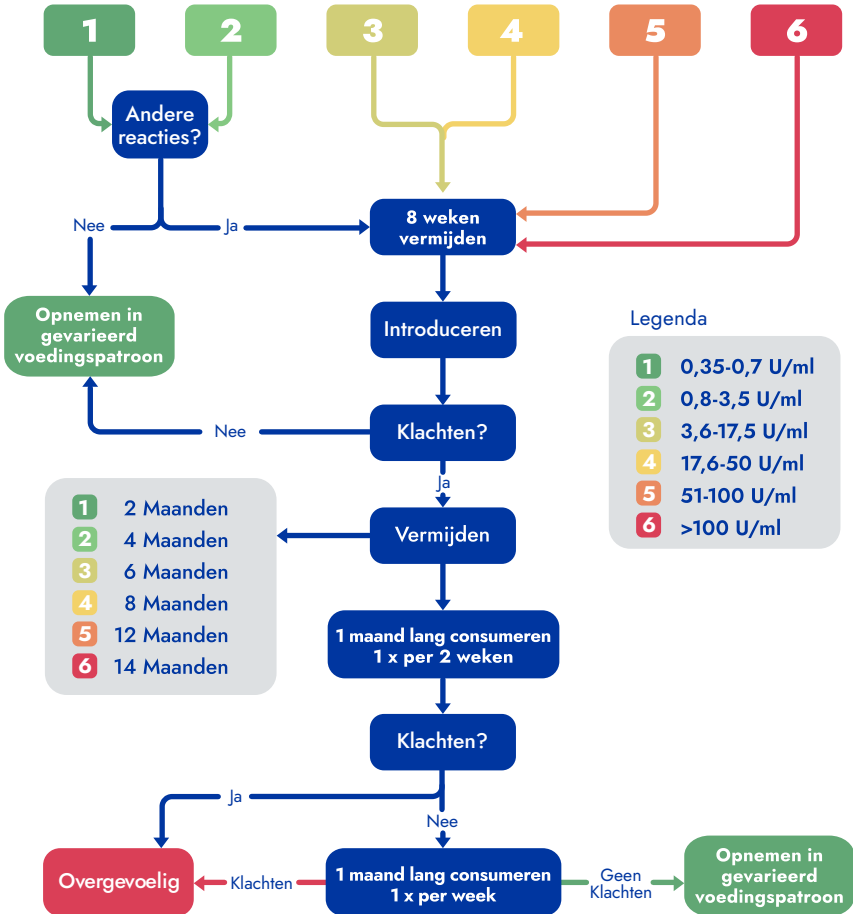 1
2
3
4
5
6
Andere
reacties?
Nee
Ja
8 weken
vermijden
Opnemen in
gevarieerd
voedingspatroon
Introduceren
Legenda
1 0,35-0,7 U/ml
2 0,8-3,5 U/ml
3 3,6-17,5 U/ml
4 17,6-50 U/ml
5 51-100 U/ml
6 >100 U/ml
Klachten?
Nee
Ja
Vermijden
1 2 Maanden
2 4 Maanden
3 6 Maanden
4 8 Maanden
5 12 Maanden
6 14 Maanden
1 maand lang consumeren
1 x per 2 weken
Klachten?
Ja
Nee
Overgevoelig
Klachten
1 maand lang consumeren
1 x per week
Geen
Klachten
Opnemen in
gevarieerd
voedingspatroon